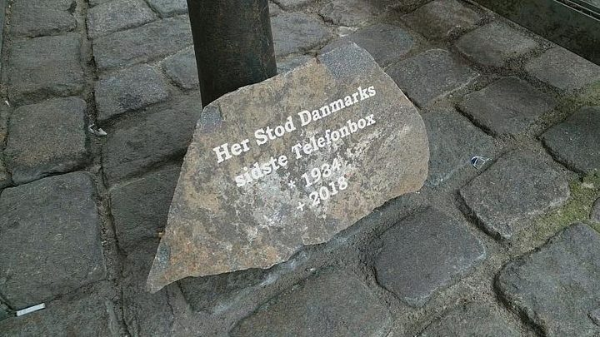 Her Stod Danmarks
sidste Telefonbox
* 1934
+ 2018